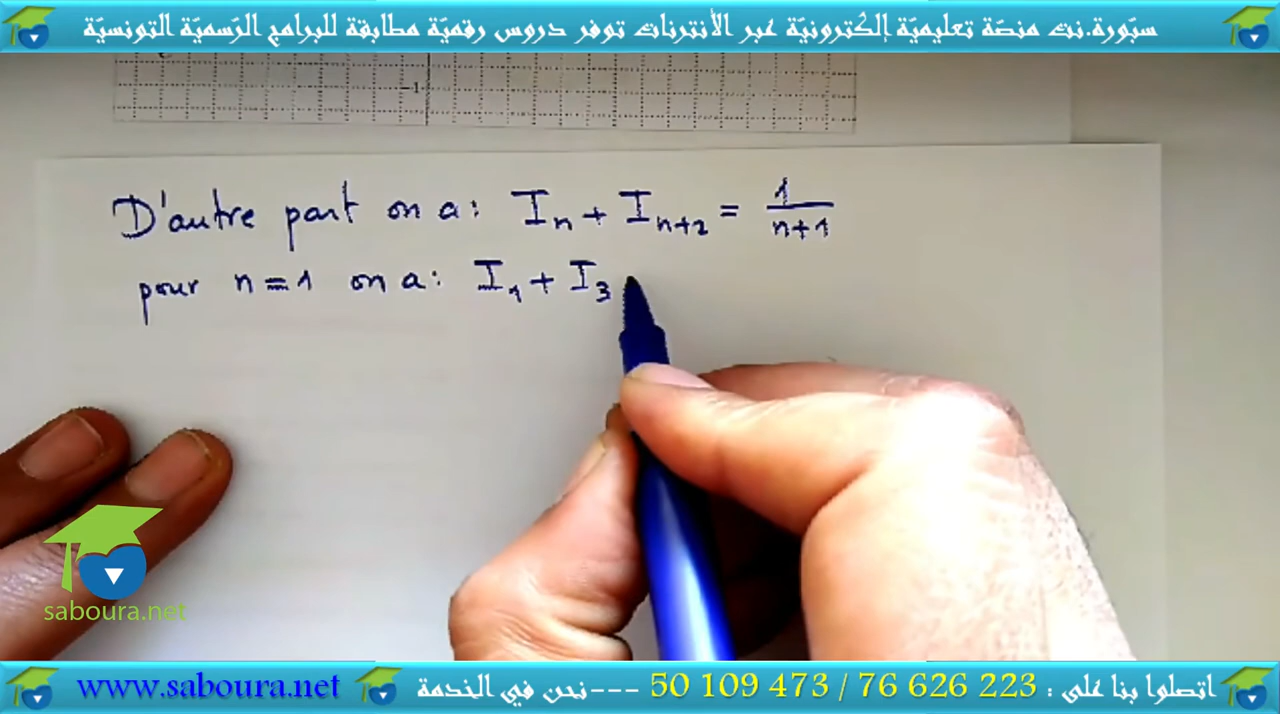 سبّورة.نت منصّة تعليميّة إلكترونيّة عبر الأنترنات توفر دروس رقميّة مطابقة للبرامج الرّسميّة التونسيّة
-1
D'autre part on a: Iₙ + Iₙ₊₂ = 1/(n+1)
pour n=1 on a: I₁ + I₃
saboura.net
www.saboura.net اتصلوا بنا على : 50 109 473 / 76 626 223 ---نحن في الخدمة